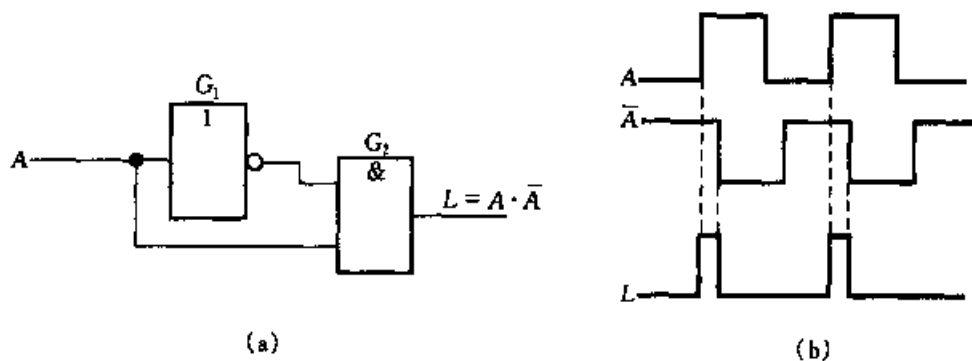 G₁
1
A
G₂
&
L = A · Ā
(a)
A
Ā
L
(b)